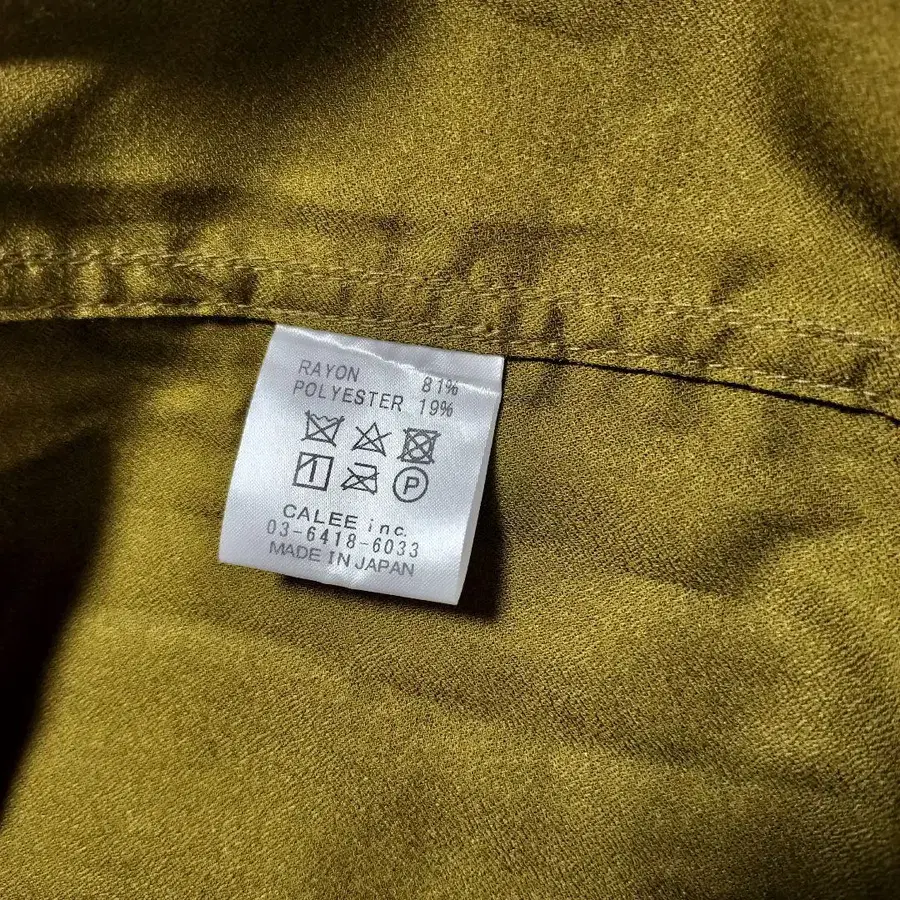 RAYON 81%
POLYESTER 19%
P
CALEE inc.
03-6418-6033
MADE IN JAPAN